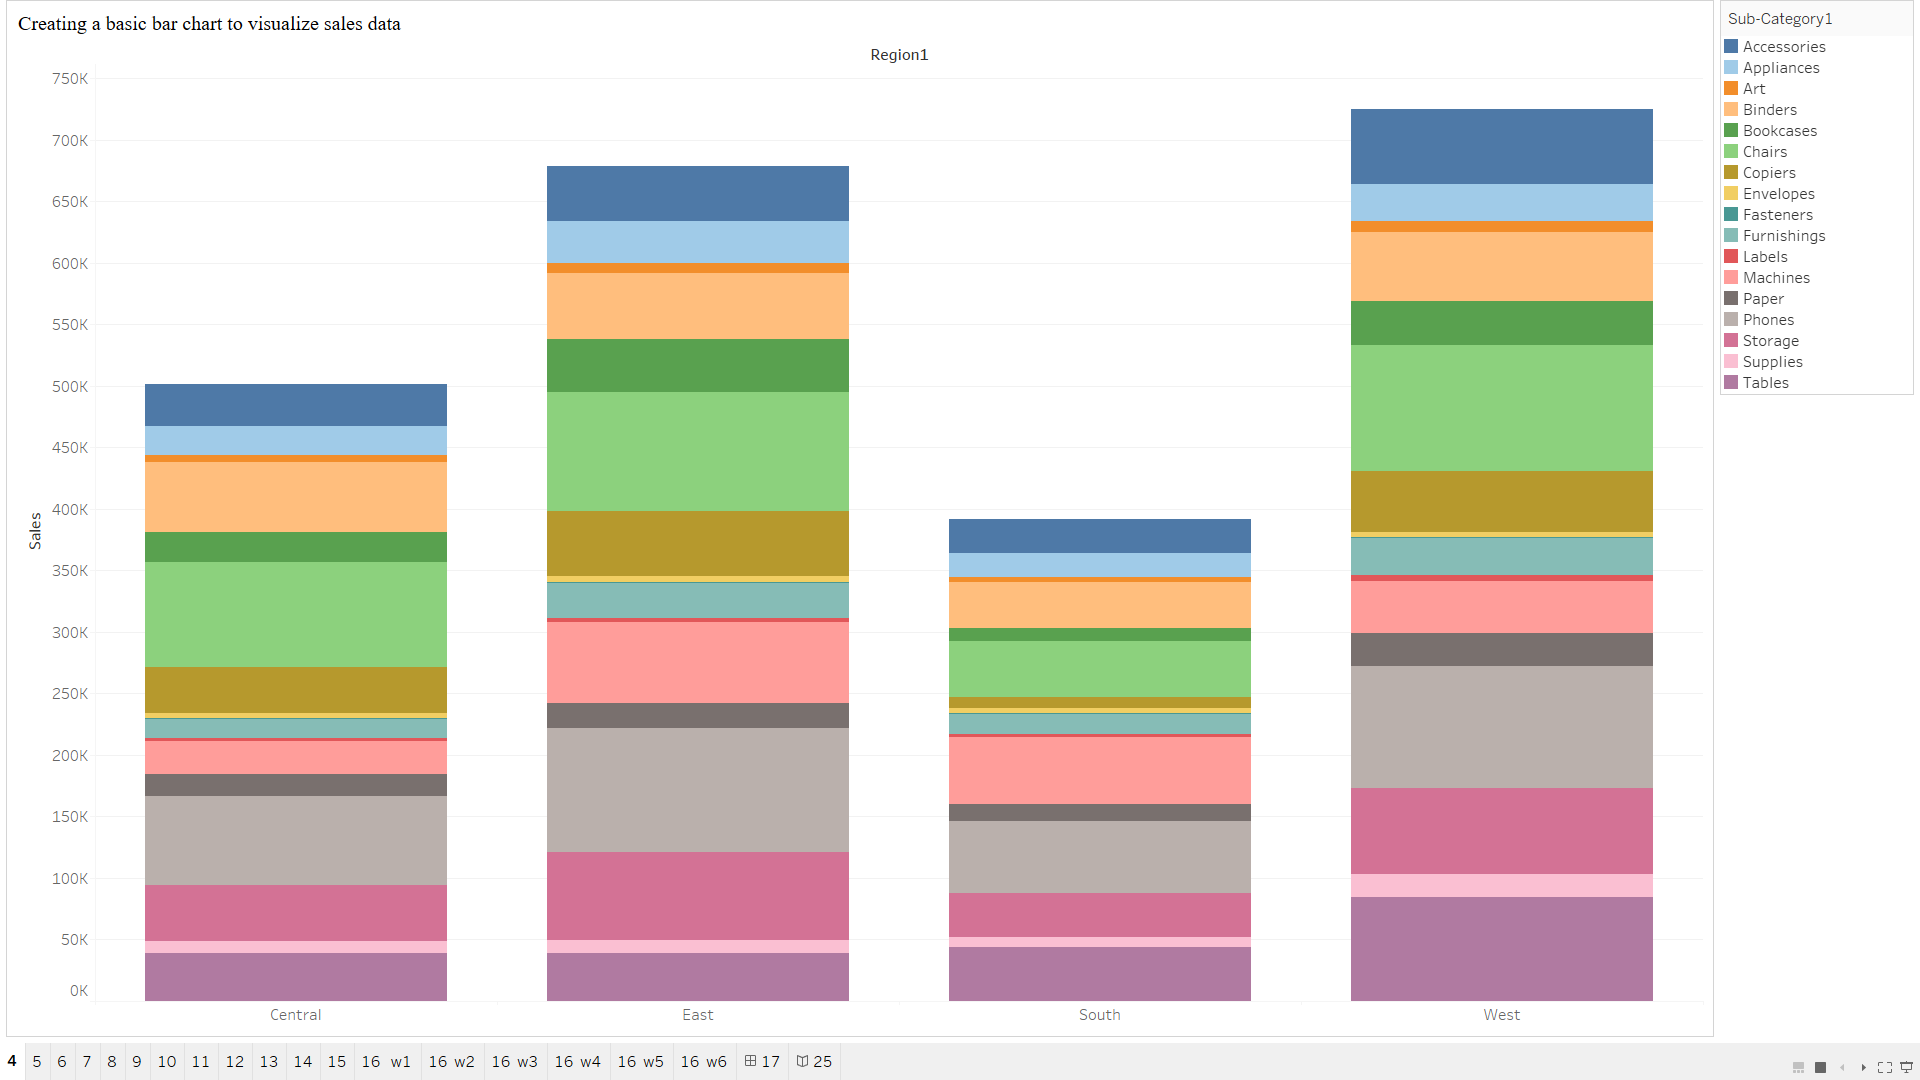 Creating a basic bar chart to visualize sales data
Region1
750K
700K
650K
600K
550K
500K
450K
400K
350K
300K
250K
200K
150K
100K
50K
0K
Sales
Central East South West
Sub-Category1
Accessories
Appliances
Art
Binders
Bookcases
Chairs
Copiers
Envelopes
Fasteners
Furnishings
Labels
Machines
Paper
Phones
Storage
Supplies
Tables
4 5 6 7 8 9 10 11 12 13 14 15 16 w1 16 w2 16 w3 16 w4 16 w5 16 w6 17 25